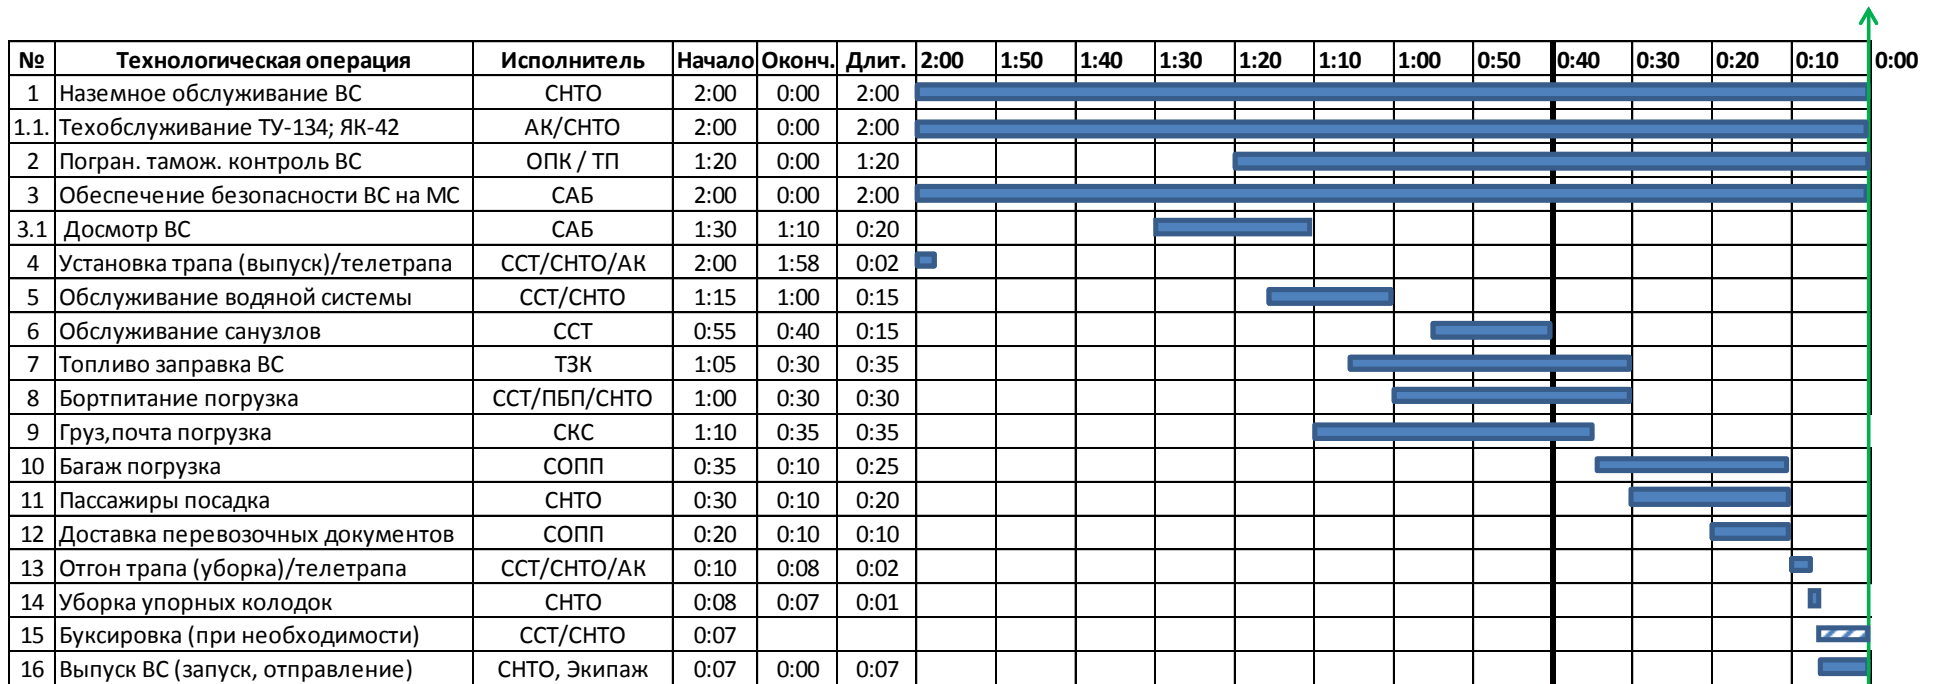 № Технологическая операция Исполнитель Начало Оконч. Длит. 2:00 1:50 1:40 1:30 1:20 1:10 1:00 0:50 0:40 0:30 0:20 0:10 0:00
1 Наземное обслуживание ВС СНТО 2:00 0:00 2:00
1.1. Техобслуживание ТУ-134; ЯК-42 АК/СНТО 2:00 0:00 2:00
2 Погран. тамож. контроль ВС ОПК / ТП 1:20 0:00 1:20
3 Обеспечение безопасности ВС на МС САБ 2:00 0:00 2:00
3.1 Досмотр ВС САБ 1:30 1:10 0:20
4 Установка трапа (выпуск)/телетрапа ССТ/СНТО/АК 2:00 1:58 0:02
5 Обслуживание водяной системы ССТ/СНТО 1:15 1:00 0:15
6 Обслуживание санузлов ССТ 0:55 0:40 0:15
7 Топливо заправка ВС ТЗК 1:05 0:30 0:35
8 Бортпитание погрузка ССТ/ПБП/СНТО 1:00 0:30 0:30
9 Груз,почта погрузка СКС 1:10 0:35 0:35
10 Багаж погрузка СОПП 0:35 0:10 0:25
11 Пассажиры посадка СНТО 0:30 0:10 0:20
12 Доставка перевозочных документов СОПП 0:20 0:10 0:10
13 Отгон трапа (уборка)/телетрапа ССТ/СНТО/АК 0:10 0:08 0:02
14 Уборка упорных колодок СНТО 0:08 0:07 0:01
15 Буксировка (при необходимости) ССТ/СНТО 0:07
16 Выпуск ВС (запуск, отправление) СНТО, Экипаж 0:07 0:00 0:07